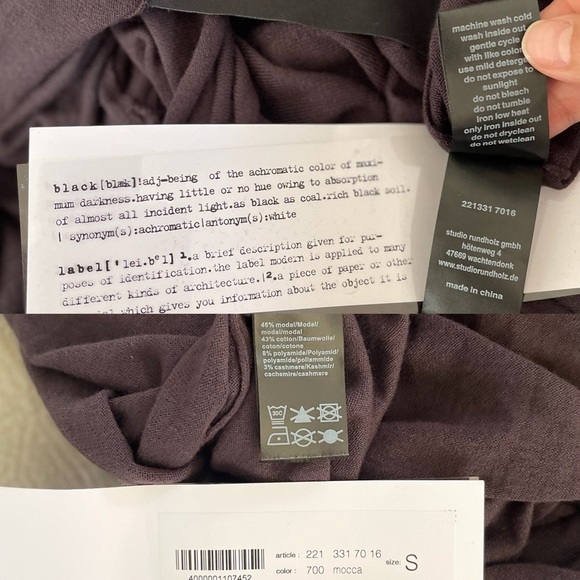 machine wash cold
wash inside out
gentle cycle
with like color
use mild deterg
do not expose to
sunlight
do not bleach
do not tumble
iron low heat
only iron inside out
do not dryclean
do not wetclean
221331 7016
studio rundholz gmbh
hötenweg 4
47669 wachtendonk
www.studiorundholz.de
made in china
black[blæk]!adj-being of the achromatic color of maxi-
mum darkness.having little or no hue owing to absorption
of almost all incident light.as black as coal.rich black soil.
| synonym(s):achromatic|antonym(s):white
label['lei.bᵊl] 1.a brief description given for pur-
poses of identification.the label modern is applied to many
different kinds of architecture.|2.a piece of paper or other
which gives you information about the object it is
46% modal/Modal/
modal/modal
43% cotton/Baumwolle/
coton/cotone
8% polyamide/Polyamid/
polyamide/poliammide
3% cashmere/Kashmir/
cachemire/cashmere
30C
4000001107452
article : 221 331 70 16
color : 700 mocca
size: S